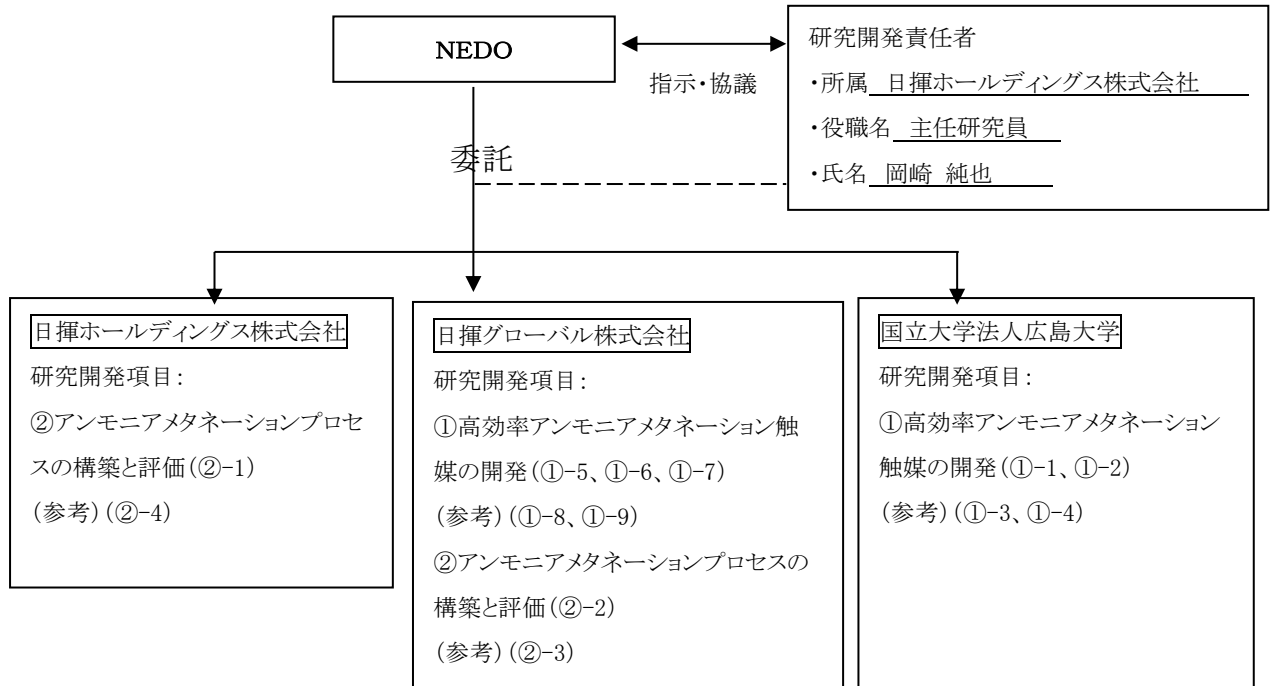 NEDO
指示・協議
研究開発責任者
・所属 日揮ホールディングス株式会社
・役職名 主任研究員
・氏名 岡崎 純也
委託
日揮ホールディングス株式会社
研究開発項目:
②アンモニアメタネーションプロセ
スの構築と評価(②-1)
(参考)(②-4)
日揮グローバル株式会社
研究開発項目:
①高効率アンモニアメタネーション触
媒の開発(①-5、①-6、①-7)
(参考)(①-8、①-9)
②アンモニアメタネーションプロセスの
構築と評価(②-2)
(参考)(②-3)
国立大学法人広島大学
研究開発項目:
①高効率アンモニアメタネーション
触媒の開発(①-1、①-2)
(参考)(①-3、①-4)